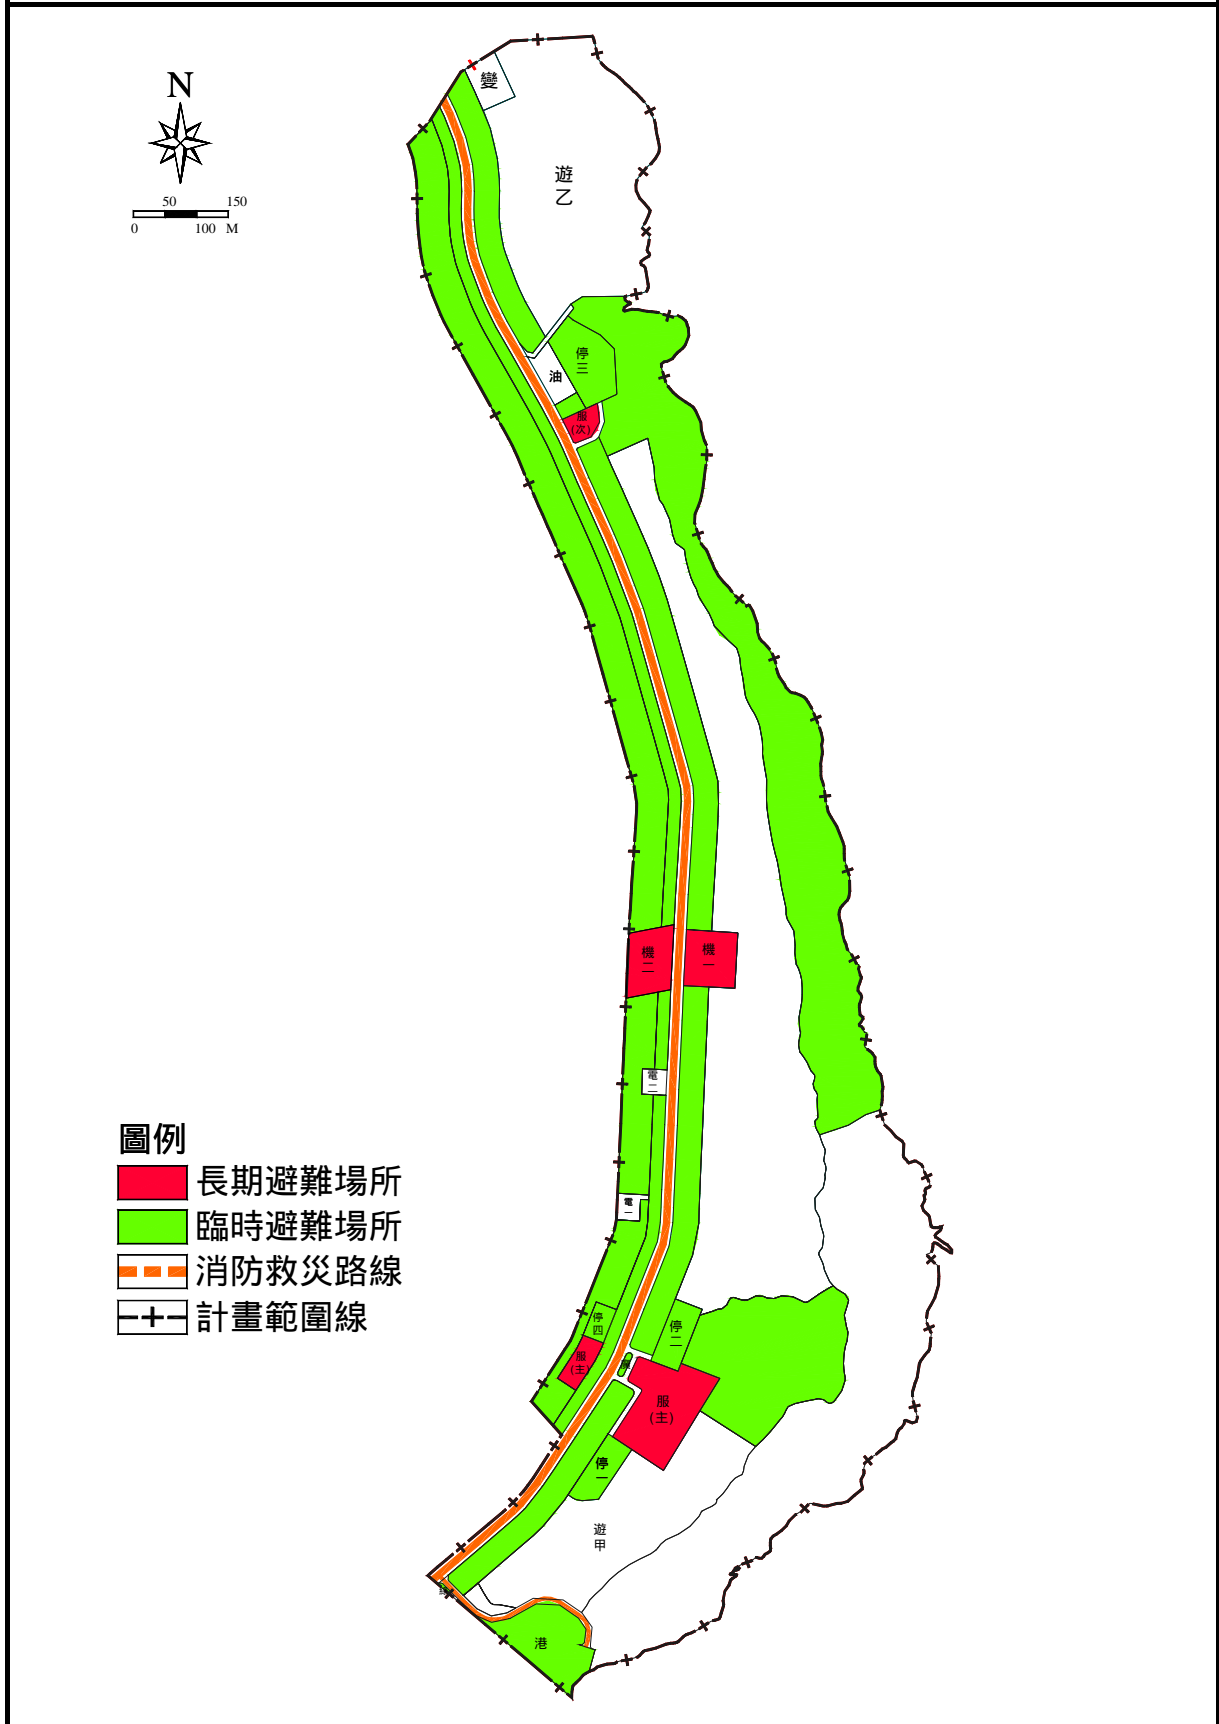 N
50 150
0 100 M
變
遊
乙
停
三
油
服
(次)
機
二
機
一
電
二
電
一
圖例
長期避難場所
臨時避難場所
消防救災路線
計畫範圍線
停
四
停
二
服
(主)
服
(主)
停
一
遊
甲
港